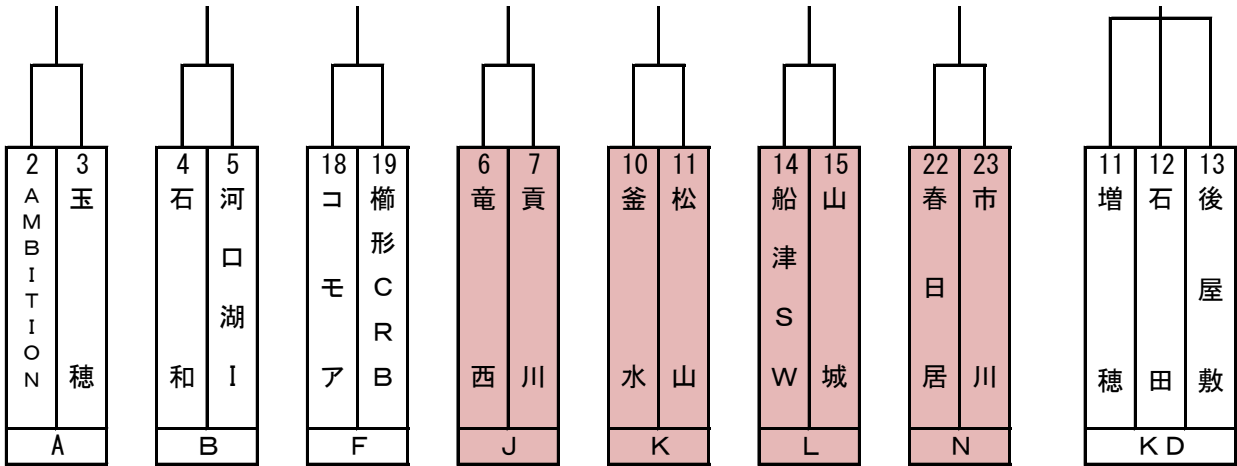 2 AMBITION
3 玉穂
A
4 石和
5 河口湖I
B
18 コモア
19 櫛形CRB
F
6 竜西
7 貢川
J
10 釜水
11 松山
K
14 船津SW
15 山城
L
22 春日居
23 市川
N
11 増穂
12 石田
13 後屋敷
KD